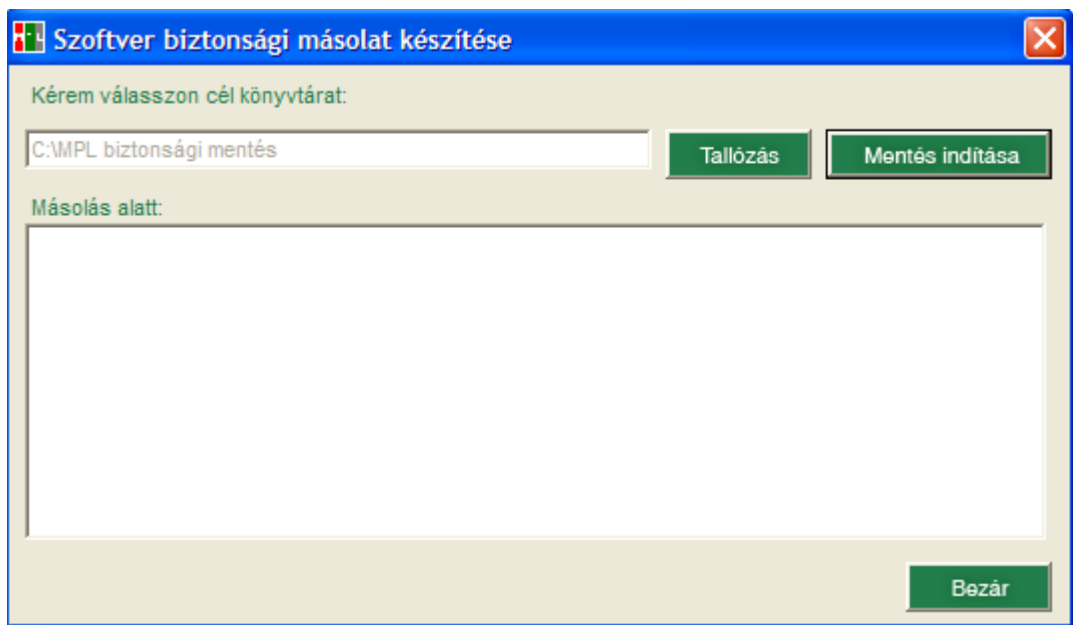 Szoftver biztonsági másolat készítése
Kérem válasszon cél könyvtárat:
C:\MPL biztonsági mentés
Tallózás
Mentés indítása
Másolás alatt:
Bezár